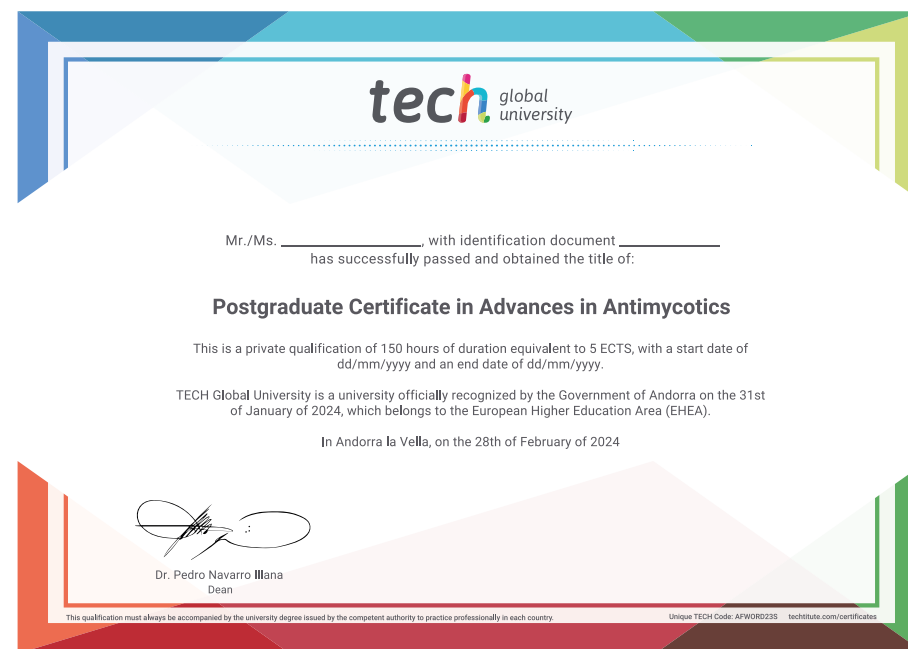 tech global university
Mr./Ms. ____________________, with identification document ______________
has successfully passed and obtained the title of:
Postgraduate Certificate in Advances in Antimycotics
This is a private qualification of 150 hours of duration equivalent to 5 ECTS, with a start date of
dd/mm/yyyy and an end date of dd/mm/yyyy.
TECH Global University is a university officially recognized by the Government of Andorra on the 31st
of January of 2024, which belongs to the European Higher Education Area (EHEA).
In Andorra la Vella, on the 28th of February of 2024
Dr. Pedro Navarro Illana
Dean
This qualification must always be accompanied by the university degree issued by the competent authority to practice professionally in each country.
Unique TECH Code: AFWORD23S techtitute.com/certificates